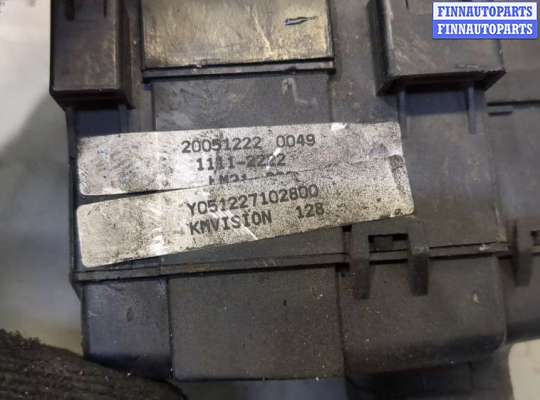 FINNAUTOPARTS
FINNAUTOPARTS
20051222 0049
1111-2222
Y051227102800
KMVISION 128